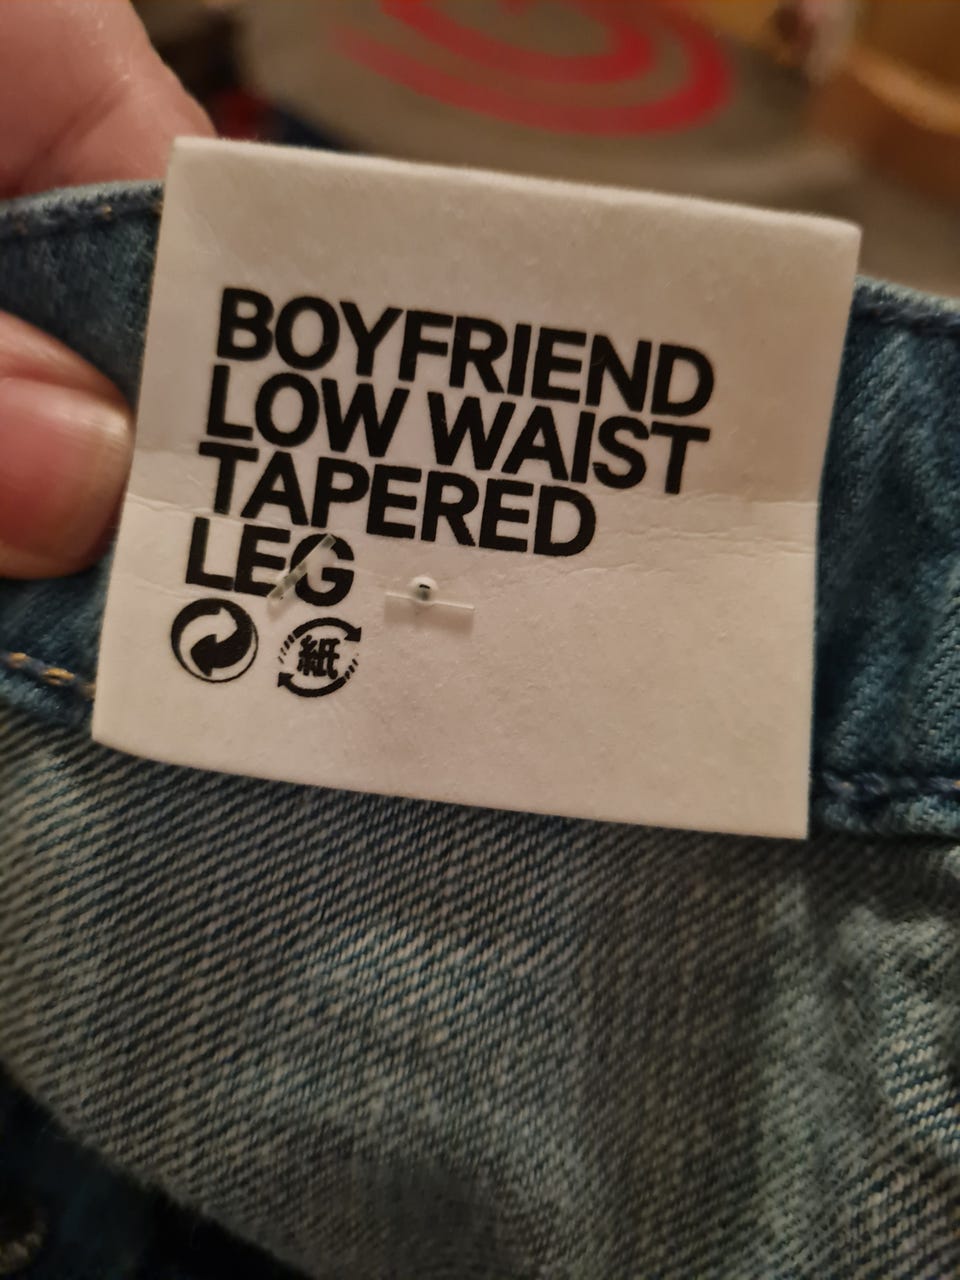 BOYFRIEND
LOW WAIST
TAPERED
LEG
紙